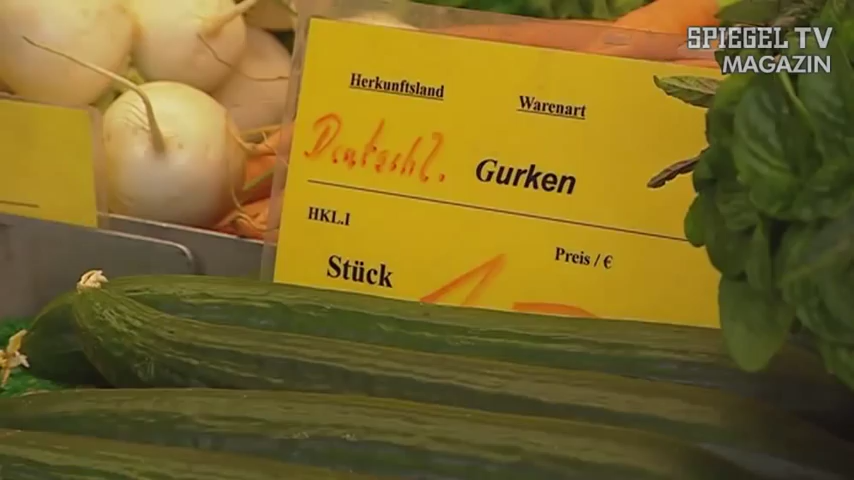 SPIEGEL TV
MAGAZIN
Herkunftsland Warenart
Deutschl. Gurken
HKL.I
Stück Preis / €